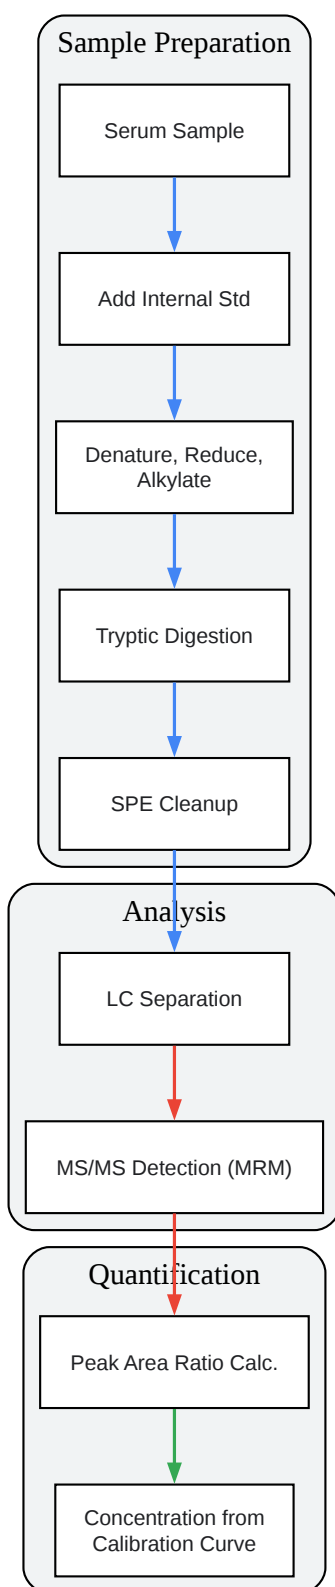 Sample Preparation
Serum Sample
Add Internal Std
Denature, Reduce,
Alkylate
Tryptic Digestion
SPE Cleanup
Analysis
LC Separation
MS/MS Detection (MRM)
Quantification
Peak Area Ratio Calc.
Concentration from
Calibration Curve